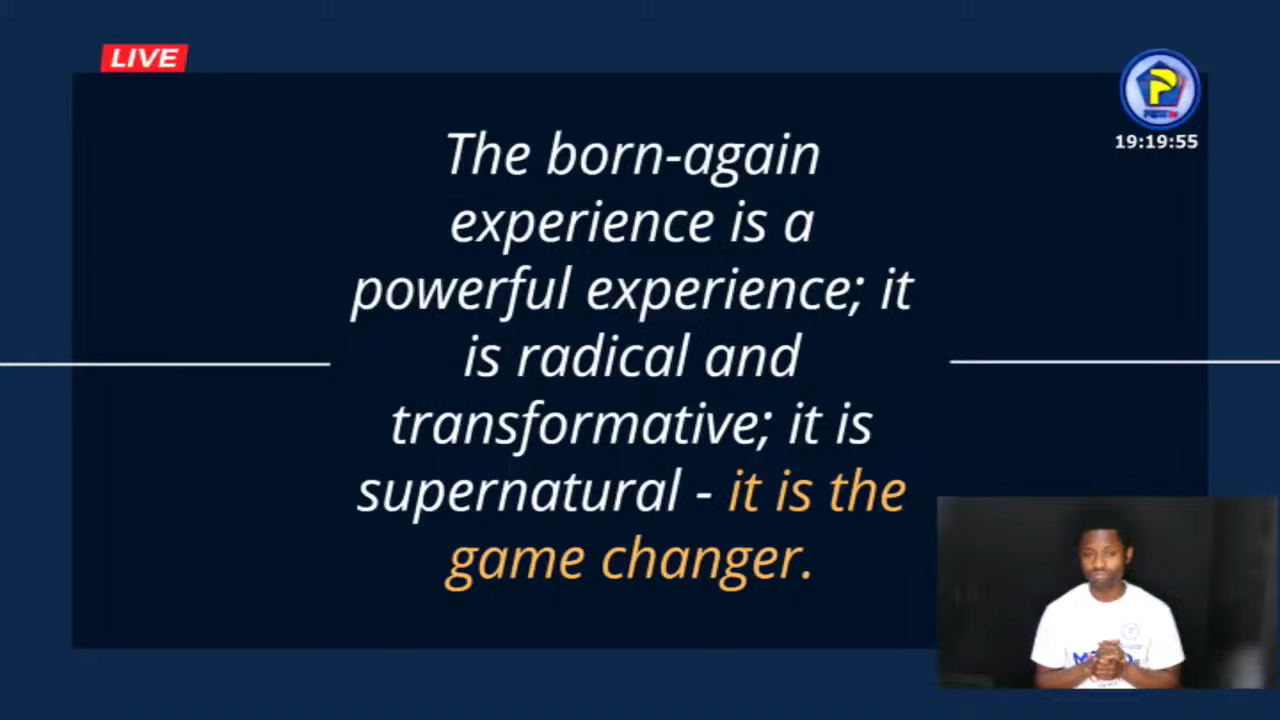 LIVE
19:19:55
The born-again
experience is a
powerful experience; it
is radical and
transformative; it is
supernatural - it is the
game changer.